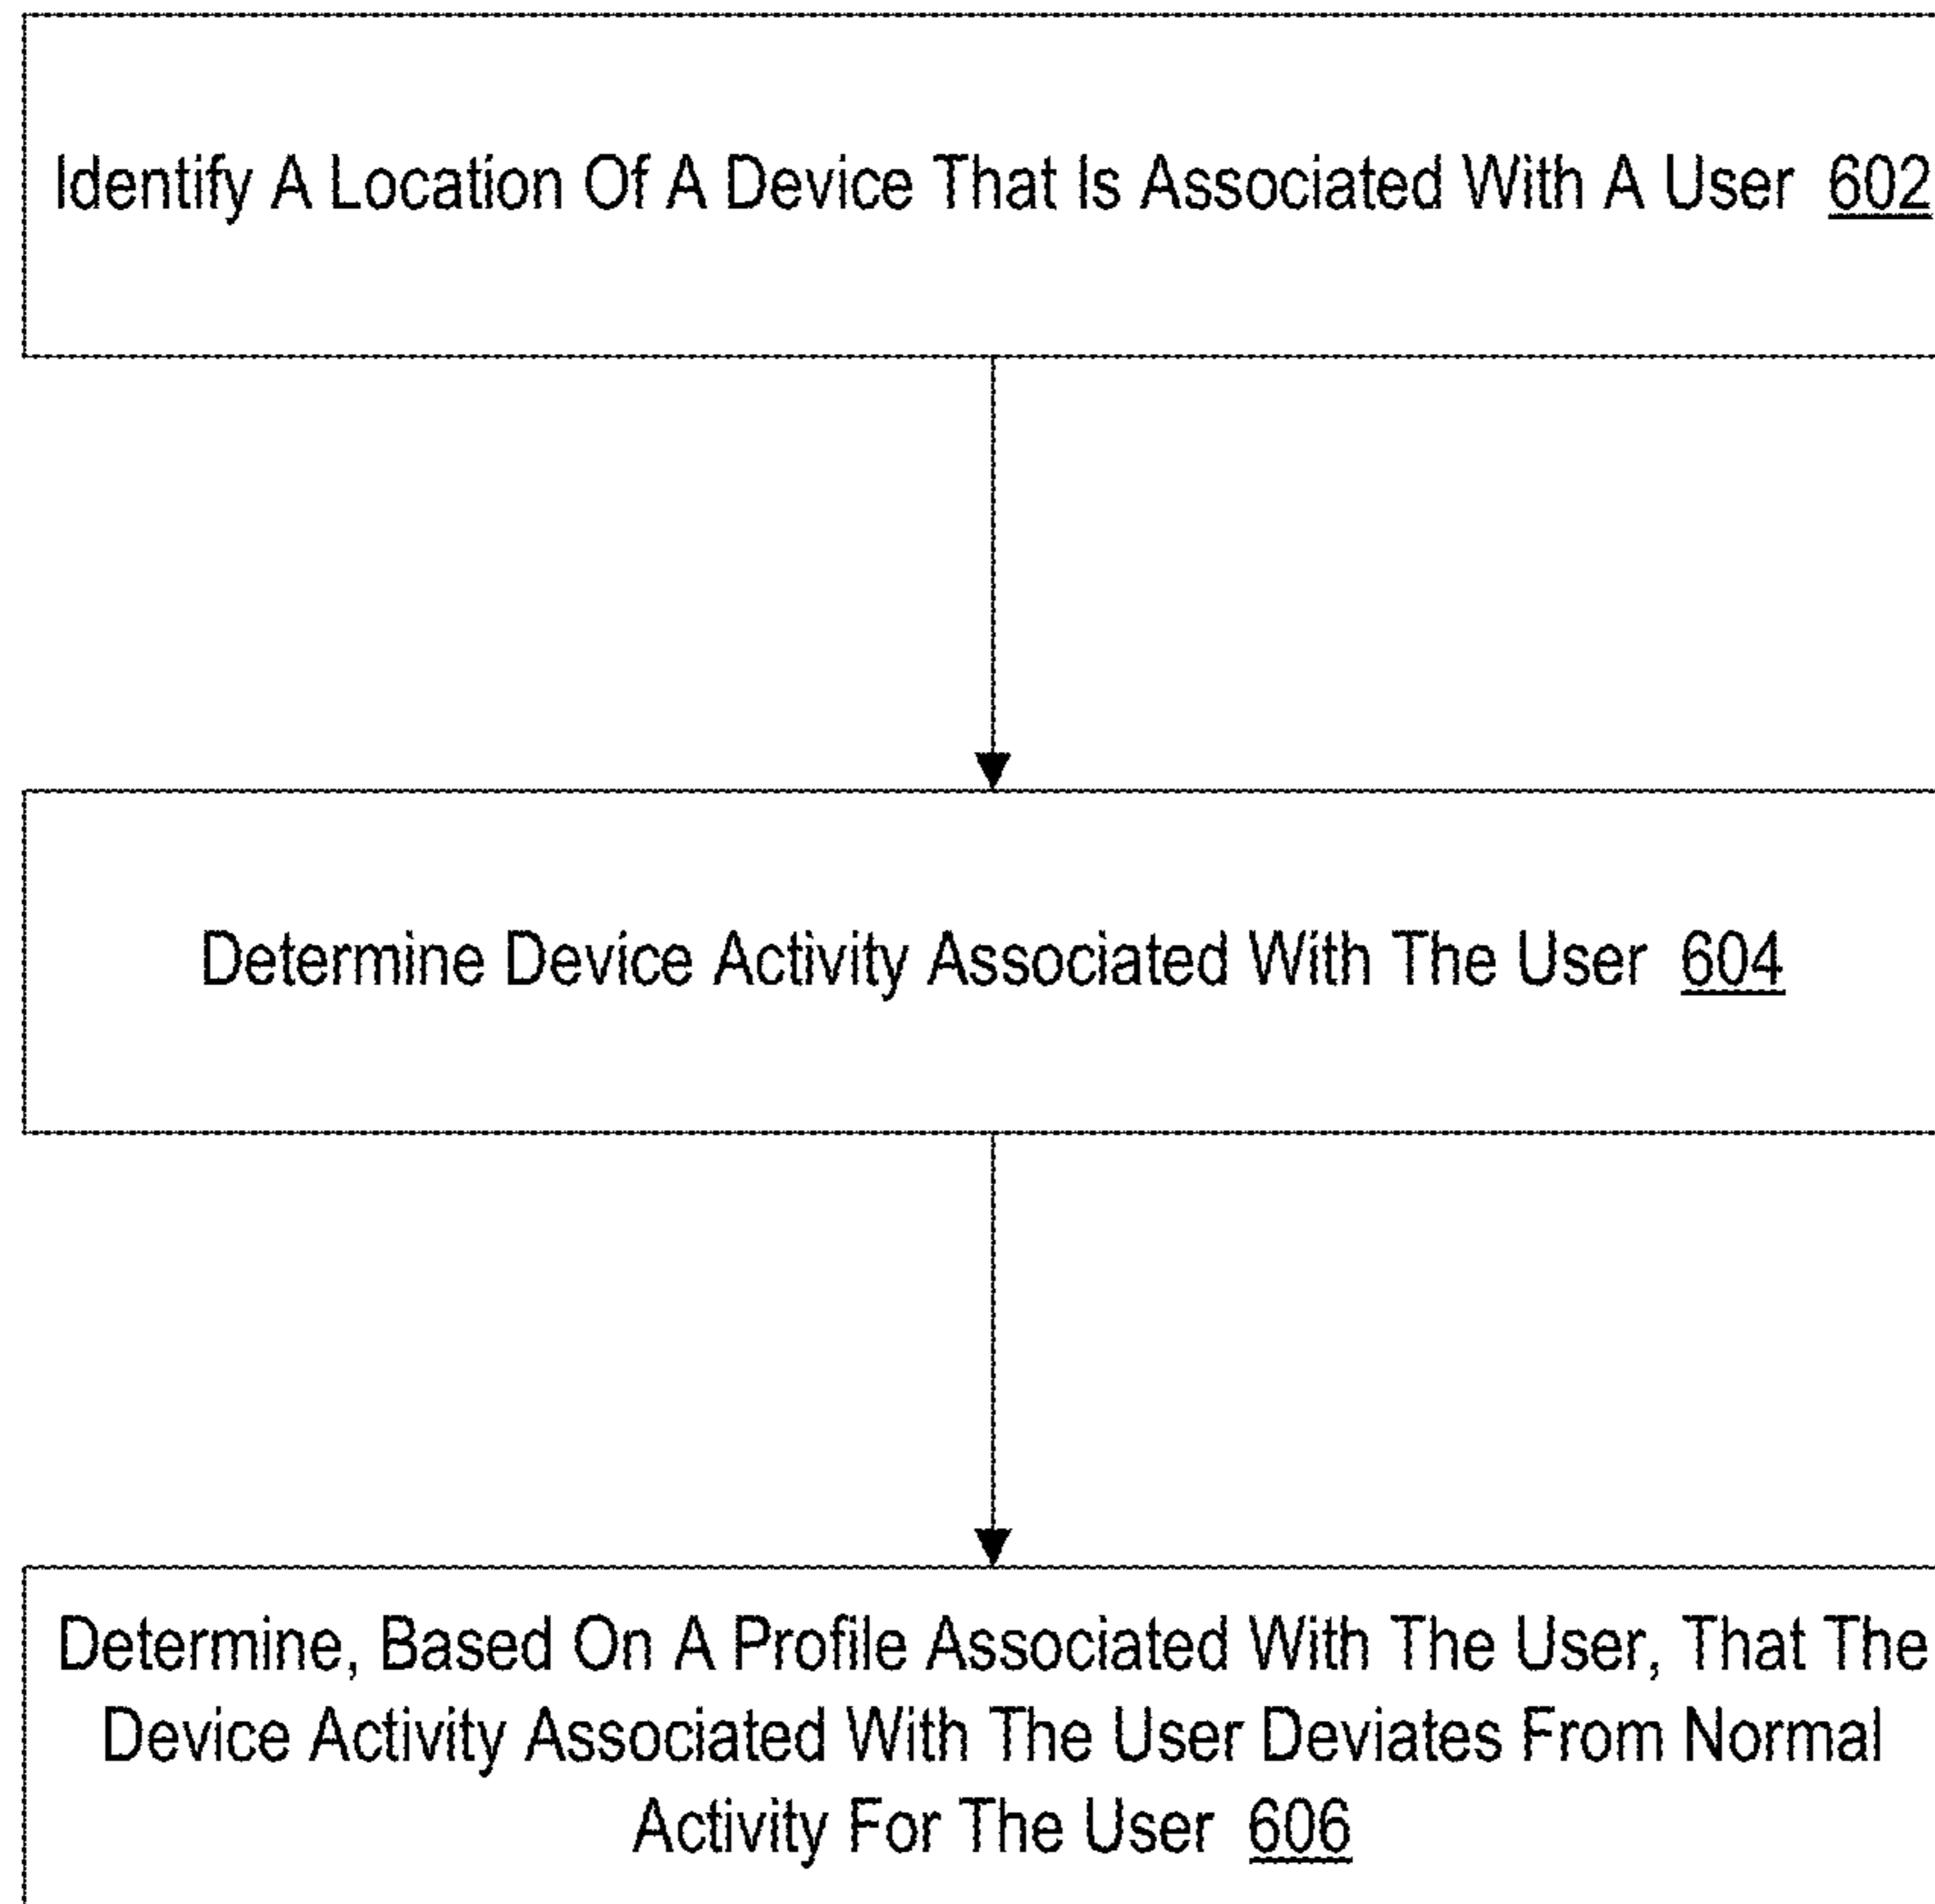 Identify A Location Of A Device That Is Associated With A User 602
Determine Device Activity Associated With The User 604
Determine, Based On A Profile Associated With The User, That The
Device Activity Associated With The User Deviates From Normal
Activity For The User 606